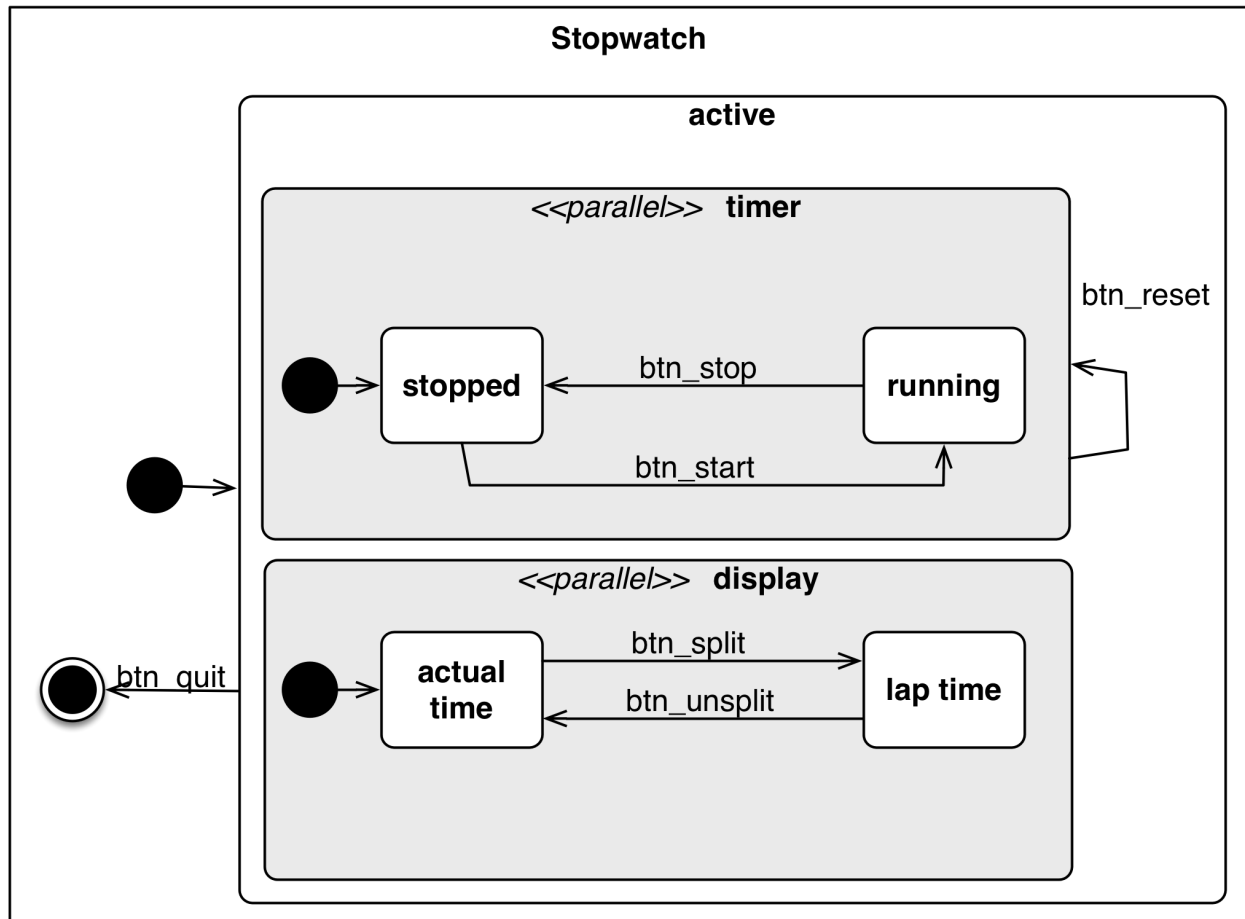 Stopwatch
active
<<parallel>> timer
btn_reset
btn_stop
stopped
running
btn_start
<<parallel>> display
btn_split
actual
time
lap time
btn_unsplit
btn_quit